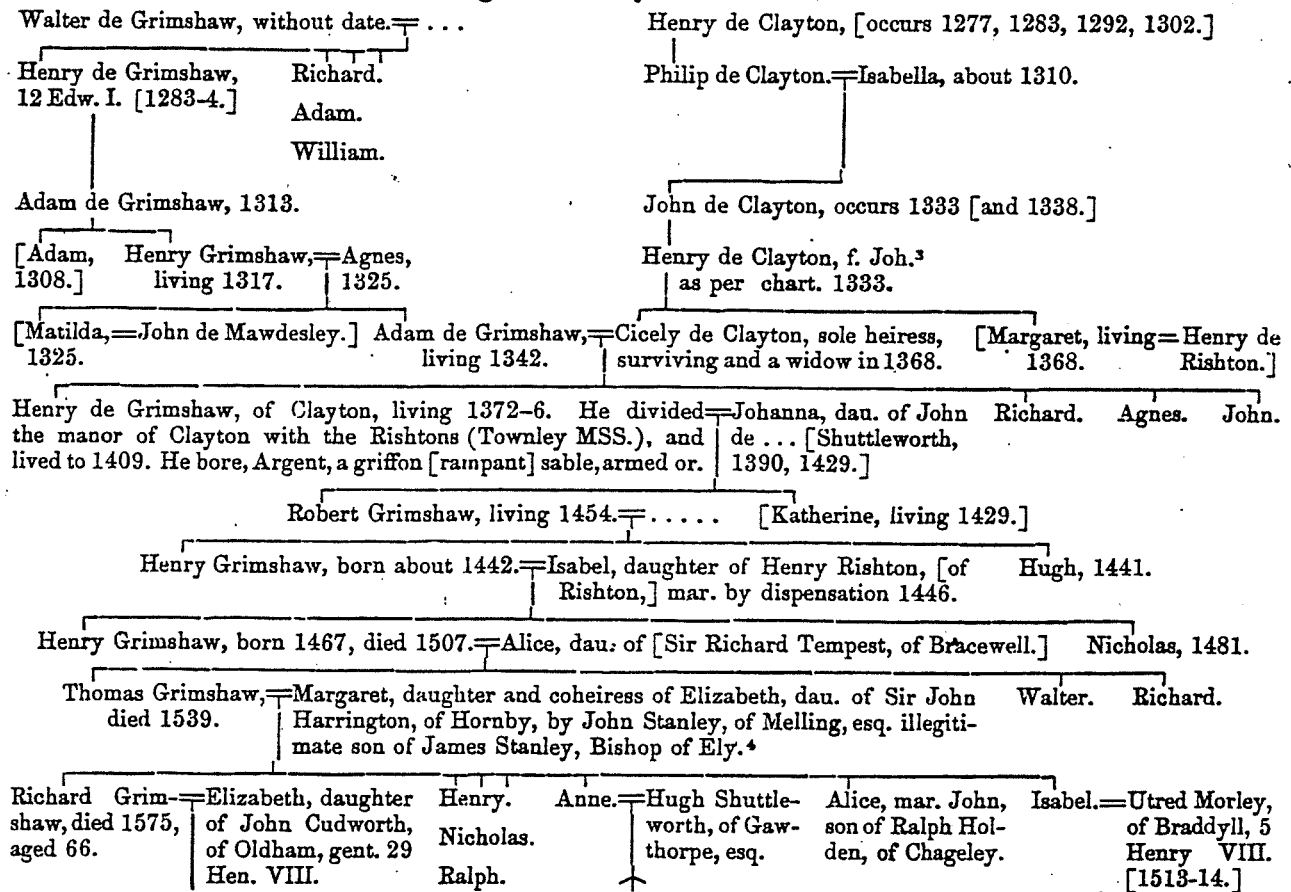 Walter de Grimshaw, without date.= ...
Henry de Clayton, [occurs 1277, 1283, 1292, 1302.]
Henry de Grimshaw,
12 Edw. I. [1283-4.]
Richard.
Adam.
William.
Philip de Clayton.=Isabella, about 1310.
Adam de Grimshaw, 1313.
John de Clayton, occurs 1333 [and 1338.]
[Adam,
1308.]
Henry Grimshaw,=Agnes,
living 1317. 1325.
Henry de Clayton, f. Joh.³
as per chart. 1333.
[Matilda,=John de Mawdesley.]
1325.
Adam de Grimshaw,=Cicely de Clayton, sole heiress,
living 1342. surviving and a widow in 1368.
[Margaret, living=Henry de
1368. Rishton.]
Henry de Grimshaw, of Clayton, living 1372–6. He divided=Johanna, dau. of John
the manor of Clayton with the Rishtons (Townley MSS.), and de ... [Shuttleworth,
lived to 1409. He bore, Argent, a griffon [rampant] sable, armed or. 1390, 1429.]
Richard. Agnes. John.
Robert Grimshaw, living 1454.=..... [Katherine, living 1429.]
Henry Grimshaw, born about 1442.=Isabel, daughter of Henry Rishton, [of
Rishton,] mar. by dispensation 1446.
Hugh, 1441.
Henry Grimshaw, born 1467, died 1507.=Alice, dau. of [Sir Richard Tempest, of Bracewell.] Nicholas, 1481.
Thomas Grimshaw,=Margaret, daughter and coheiress of Elizabeth, dau. of Sir John
died 1539. Harrington, of Hornby, by John Stanley, of Melling, esq. illegiti-
mate son of James Stanley, Bishop of Ely.⁴
Walter. Richard.
Richard Grim-=Elizabeth, daughter
shaw, died 1575, of John Cudworth,
aged 66. of Oldham, gent. 29
Hen. VIII.
Henry.
Nicholas.
Ralph.
Anne.=Hugh Shuttle-
worth, of Gaw-
thorpe, esq.
Alice, mar. John,
son of Ralph Hol-
den, of Chageley.
Isabel.=Utred Morley,
of Braddyll, 5
Henry VIII.
[1513-14.]